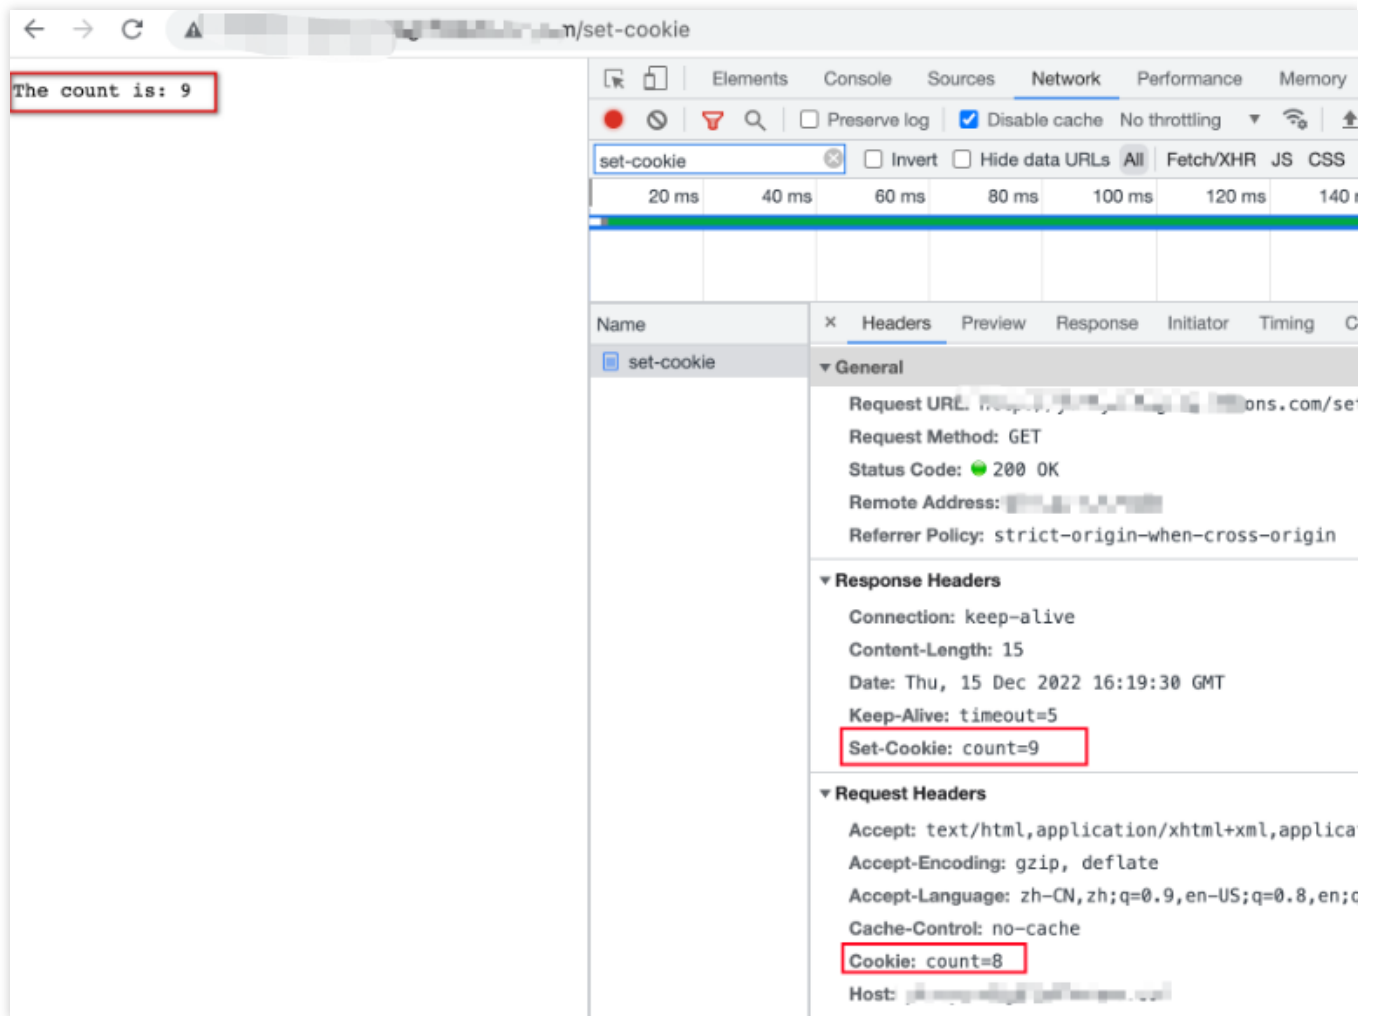 /set-cookie
The count is: 9
Elements Console Sources Network Performance Memory
Preserve log Disable cache No throttling
set-cookie Invert Hide data URLs All Fetch/XHR JS CSS
20 ms 40 ms 60 ms 80 ms 100 ms 120 ms 140
Name
set-cookie
× Headers Preview Response Initiator Timing C
General
Request URL: ons.com/se
Request Method: GET
Status Code: 200 OK
Remote Address:
Referrer Policy: strict-origin-when-cross-origin
Response Headers
Connection: keep-alive
Content-Length: 15
Date: Thu, 15 Dec 2022 16:19:30 GMT
Keep-Alive: timeout=5
Set-Cookie: count=9
Request Headers
Accept: text/html,application/xhtml+xml,applica
Accept-Encoding: gzip, deflate
Accept-Language: zh-CN,zh;q=0.9,en-US;q=0.8,en;
Cache-Control: no-cache
Cookie: count=8
Host: